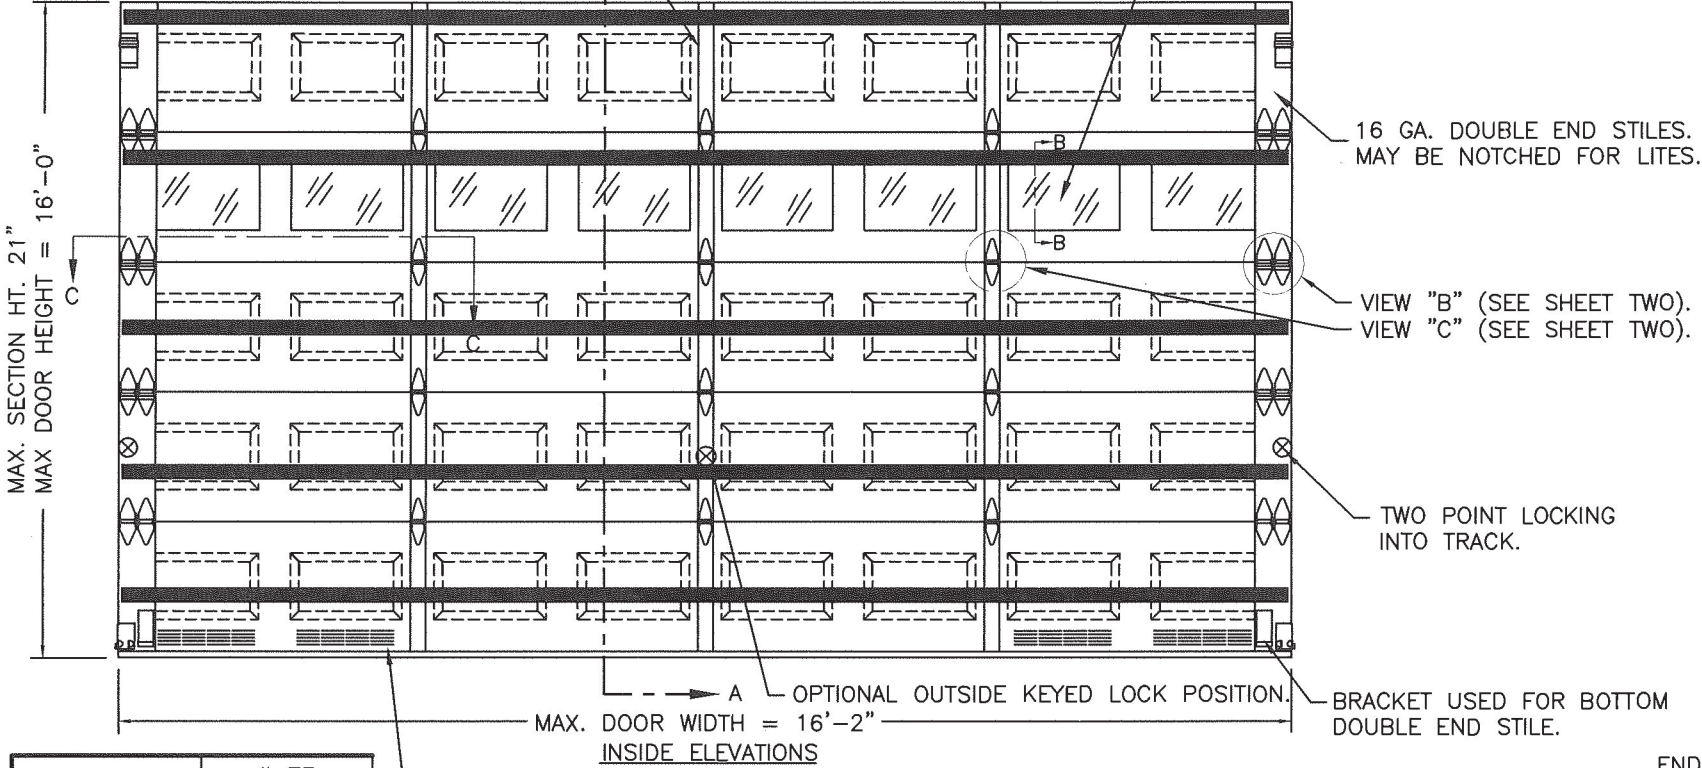 MAX. SECTION HT. 21"
MAX DOOR HEIGHT = 16'-0"
16 GA. DOUBLE END STILES.
MAY BE NOTCHED FOR LITES.
B
B
C
C
VIEW "B" (SEE SHEET TWO).
VIEW "C" (SEE SHEET TWO).
TWO POINT LOCKING
INTO TRACK.
A
OPTIONAL OUTSIDE KEYED LOCK POSITION.
BRACKET USED FOR BOTTOM
DOUBLE END STILE.
MAX. DOOR WIDTH = 16'-2"
INSIDE ELEVATIONS
END